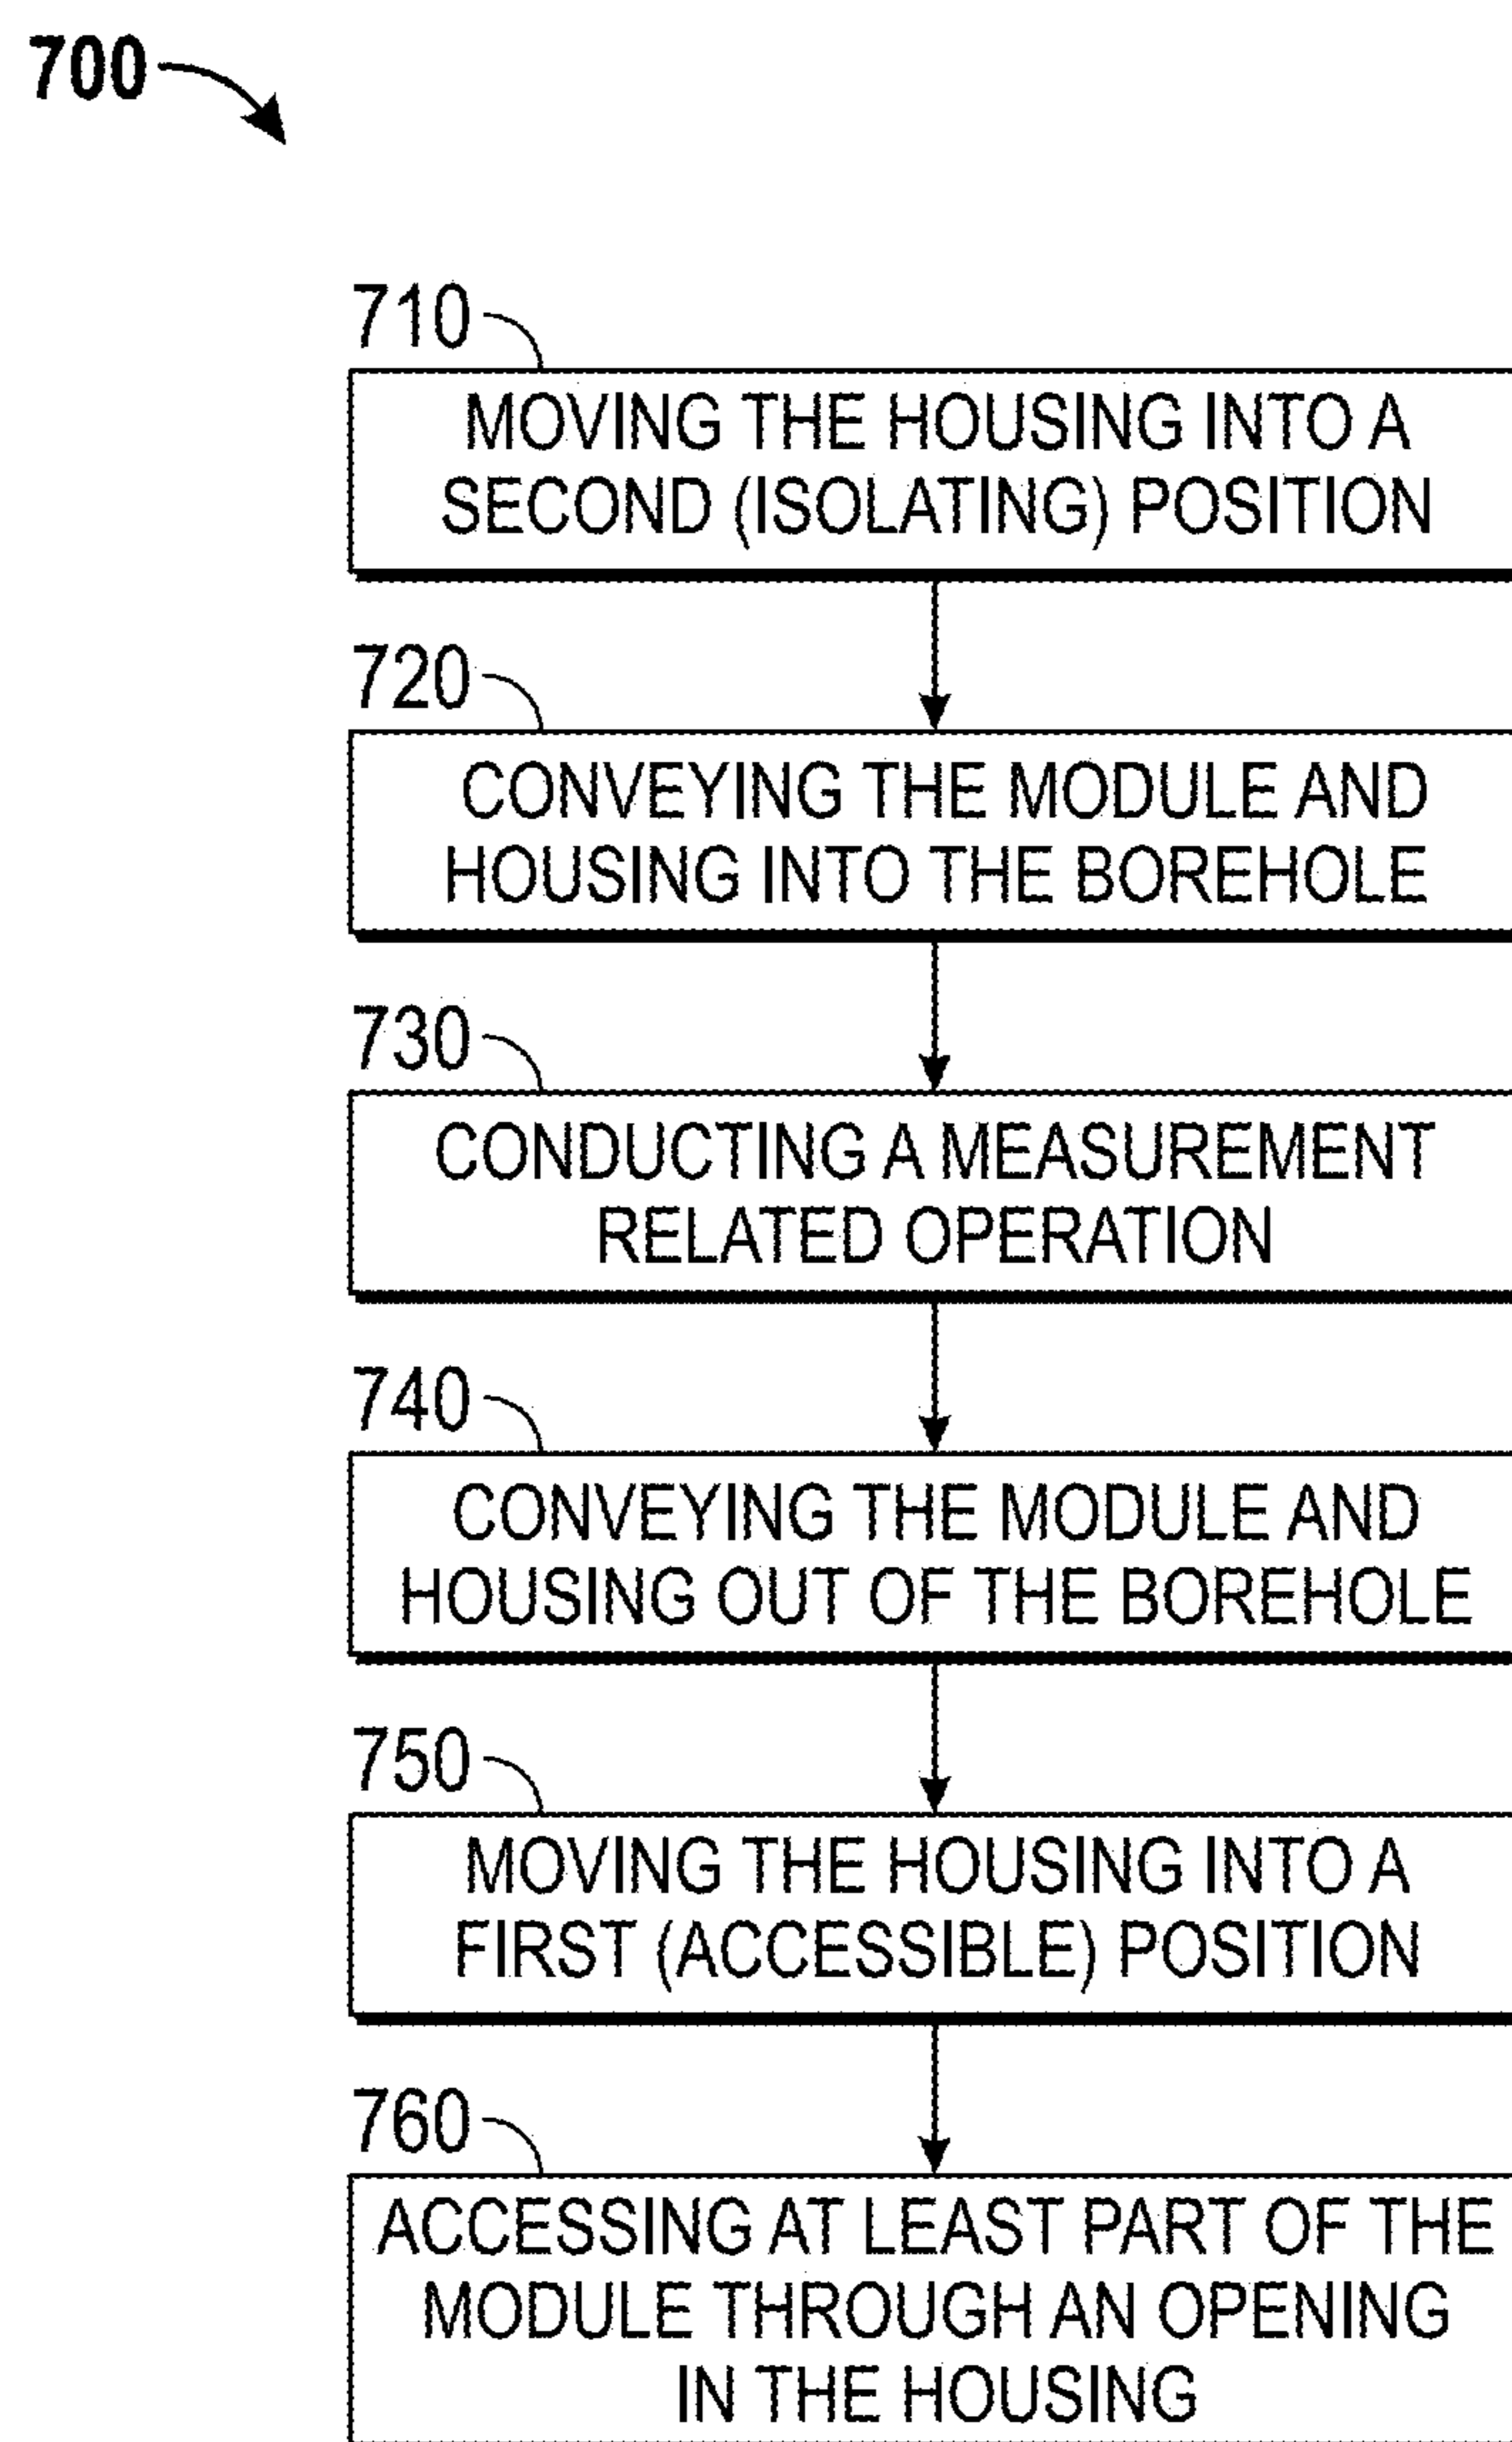 700
710
MOVING THE HOUSING INTO A
SECOND (ISOLATING) POSITION
720
CONVEYING THE MODULE AND
HOUSING INTO THE BOREHOLE
730
CONDUCTING A MEASUREMENT
RELATED OPERATION
740
CONVEYING THE MODULE AND
HOUSING OUT OF THE BOREHOLE
750
MOVING THE HOUSING INTO A
FIRST (ACCESSIBLE) POSITION
760
ACCESSING AT LEAST PART OF THE
MODULE THROUGH AN OPENING
IN THE HOUSING